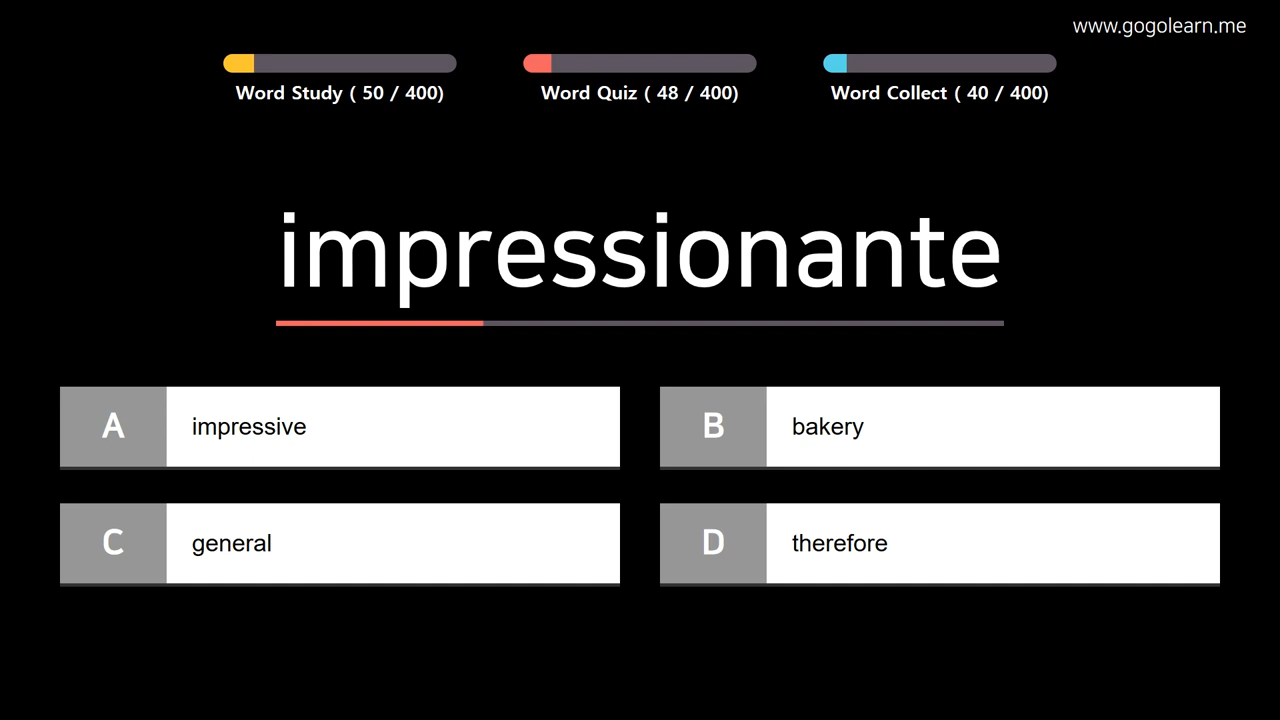 www.gogolearn.me
Word Study ( 50 / 400)
Word Quiz ( 48 / 400)
Word Collect ( 40 / 400)
impressionante
A impressive
B bakery
C general
D therefore